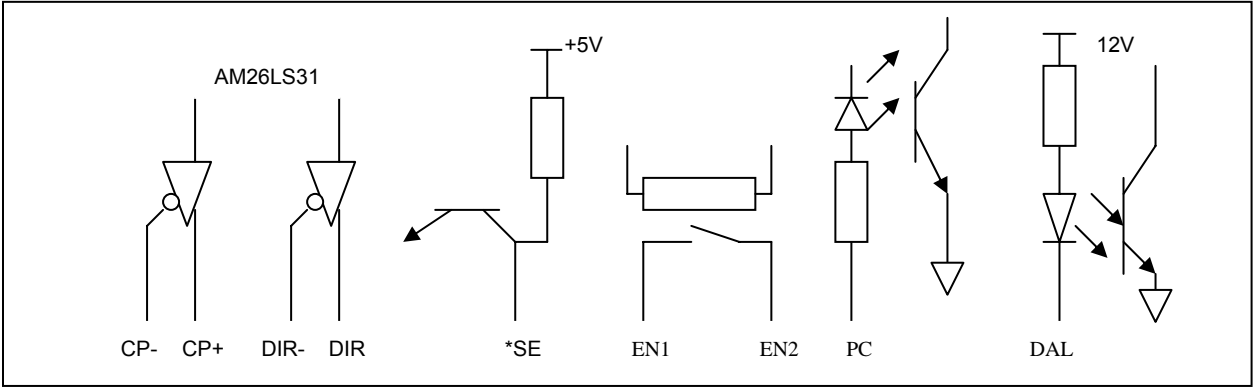 +5V
12V
AM26LS31
CP- CP+ DIR- DIR *SE EN1 EN2 PC DAL